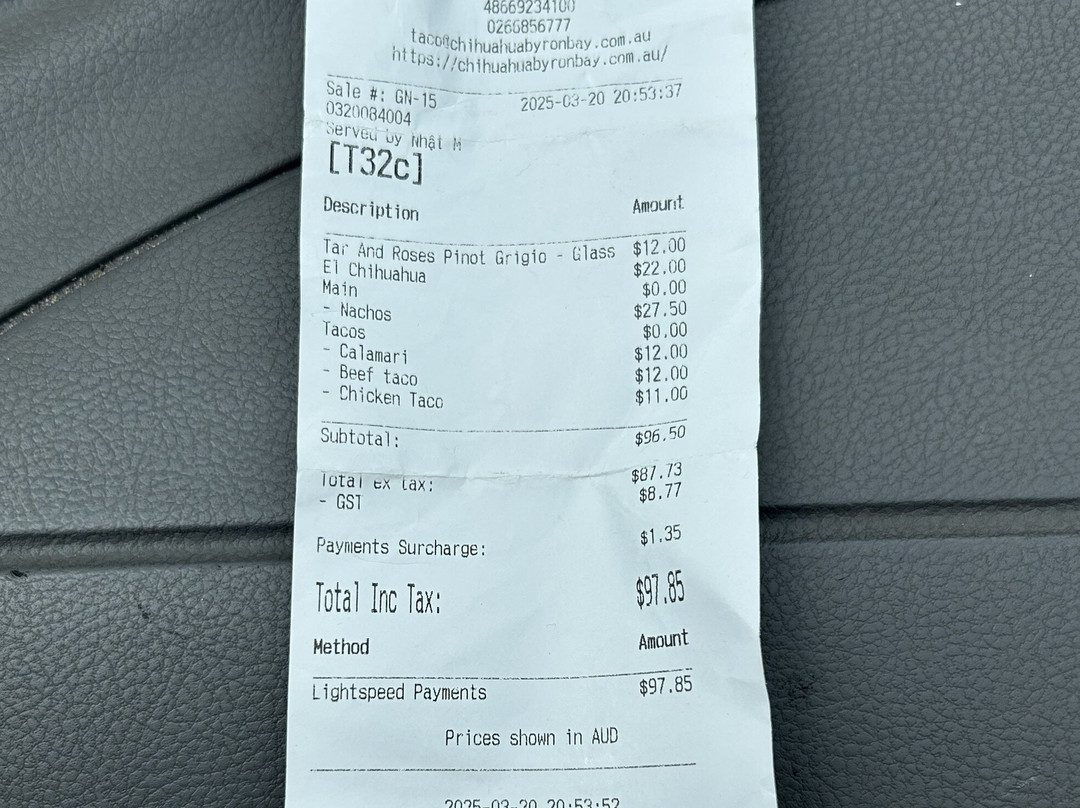 48669234100
0266856777
taco@chihuahuabyronbay.com.au
https://chihuahuabyronbay.com.au/
Sale #: GN-15 2025-03-20 20:53:37
0320084004
Served by Nhật M
[T32c]
Description Amount
Tar And Roses Pinot Grigio - Glass $12.00
El Chihuahua $22.00
Main $0.00
- Nachos $27.50
Tacos $0.00
- Calamari $12.00
- Beef taco $12.00
- Chicken Taco $11.00
Subtotal: $96.50
Total ex tax: $87.73
- GST $8.77
Payments Surcharge: $1.35
Total Inc Tax: $97.85
Method Amount
Lightspeed Payments $97.85
Prices shown in AUD
2025-03-20 20:53:52